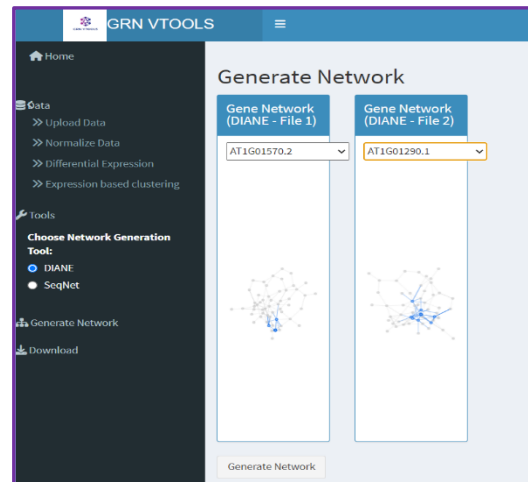 GRN VTOOLS
Home
Generate Network
Data
Upload Data
Normalize Data
Differential Expression
Expression based clustering
Tools
Choose Network Generation
Tool:
DIANE
SeqNet
Generate Network
Download
Gene Network
(DIANE - File 1)
AT1G01570.2
Gene Network
(DIANE - File 2)
AT1G01290.1
Generate Network